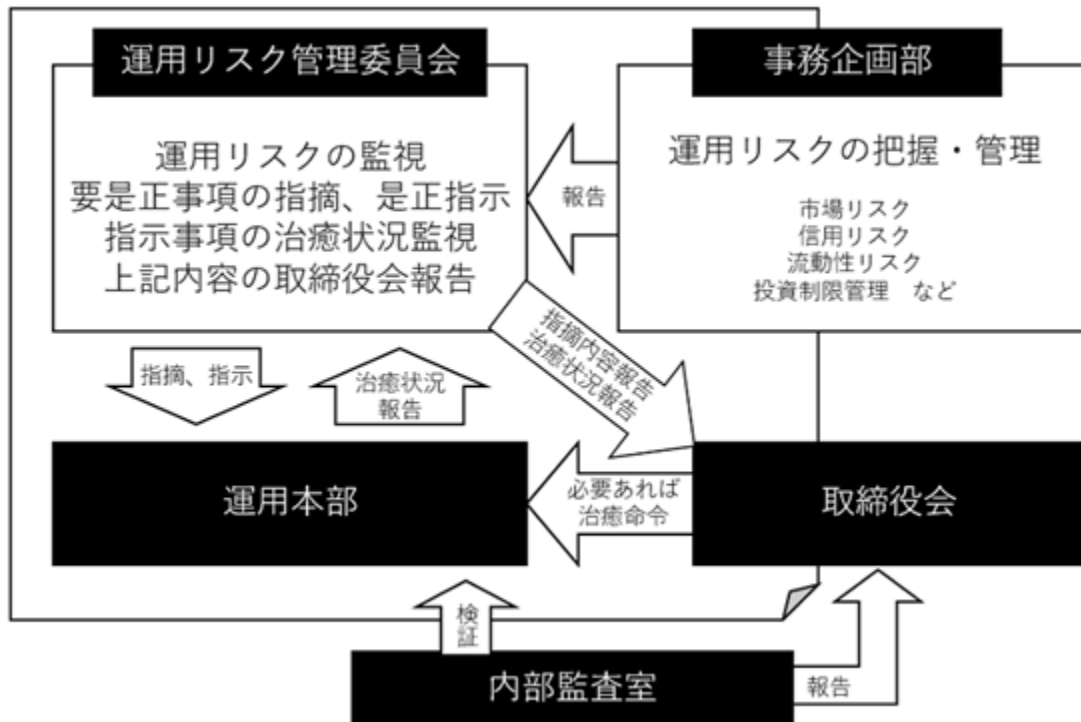 運用リスク管理委員会
運用リスクの監視
要是正事項の指摘、是正指示
指示事項の治癒状況監視
上記内容の取締役会報告
報告
事務企画部
運用リスクの把握・管理
市場リスク
信用リスク
流動性リスク
投資制限管理　など
指摘、指示
治癒状況
報告
指摘内容報告
治癒状況報告
運用本部
必要あれば
治癒命令
取締役会
検証
内部監査室
報告